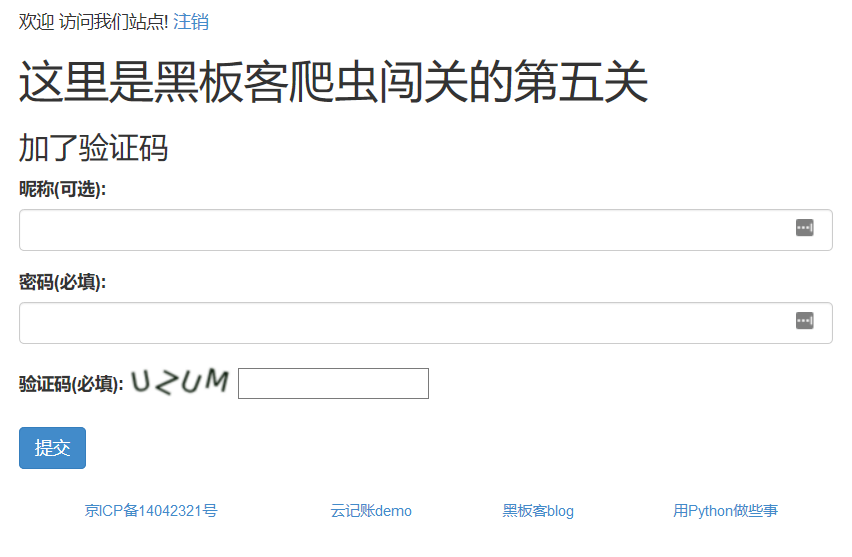 欢迎 访问我们站点! 注销
这里是黑板客爬虫闯关的第五关
加了验证码
昵称(可选):
密码(必填):
验证码(必填): UZUM
提交
京ICP备14042321号 云记账demo 黑板客blog 用Python做些事